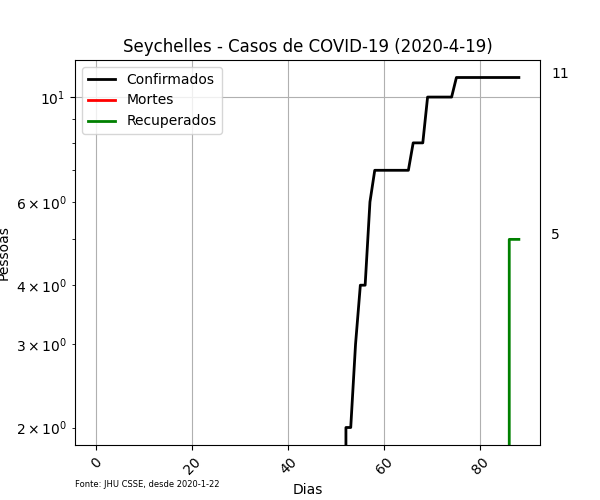 Seychelles - Casos de COVID-19 (2020-4-19)
Confirmados
Mortes
Recuperados
11
5
10¹
6 × 10⁰
4 × 10⁰
3 × 10⁰
2 × 10⁰
Pessoas
0
20
40
60
80
Dias
Fonte: JHU CSSE, desde 2020-1-22